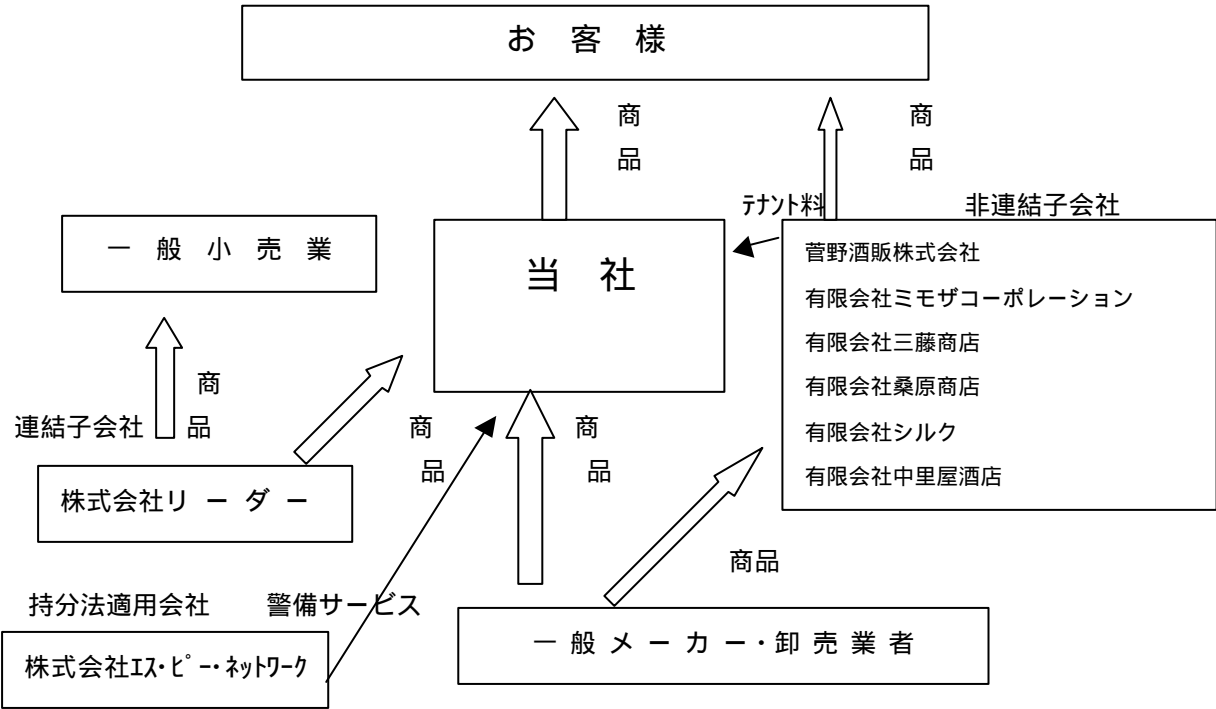 お 客 様
商
品
商
品
テナント料
非連結子会社
一 般 小 売 業
当 社
菅野酒販株式会社
有限会社ミモザコーポレーション
有限会社三藤商店
有限会社桑原商店
有限会社シルク
有限会社中里屋酒店
商
品
連結子会社
商
品
商
品
株式会社リ ー ダ ー
商品
持分法適用会社
警備サービス
一 般 メ ー カ ー・卸 売 業 者
株式会社エス・ピー・ネットワーク